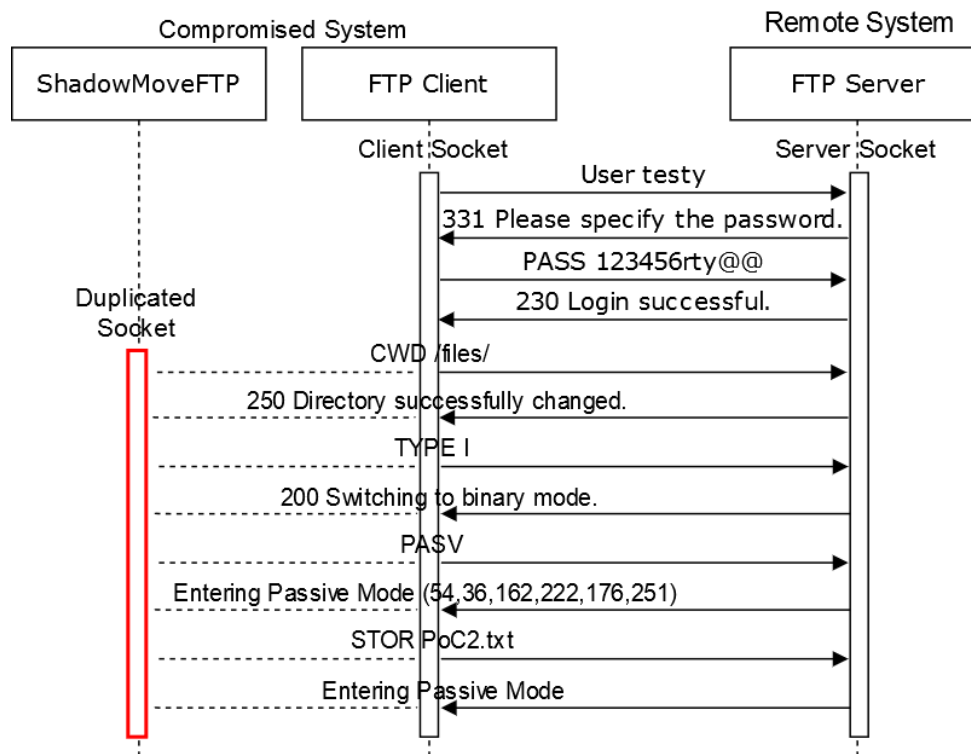 Compromised System
Remote System
ShadowMoveFTP
FTP Client
FTP Server
Client Socket
Server Socket
User testy
331 Please specify the password.
PASS 123456rty@@
230 Login successful.
Duplicated
Socket
CWD /files/
250 Directory successfully changed.
TYPE I
200 Switching to binary mode.
PASV
Entering Passive Mode (54,36,162,222,176,251)
STOR PoC2.txt
Entering Passive Mode